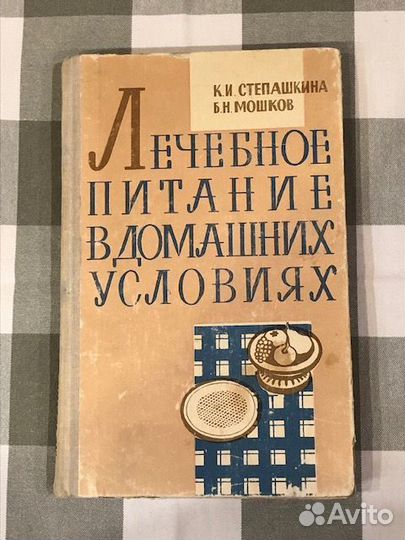 К.И. СТЕПАШКИНА
Б.Н. МОШКОВ
ЛЕЧЕБНОЕ
ПИТАНИЕ
В ДОМАШНИХ
УСЛОВИЯХ
Avito